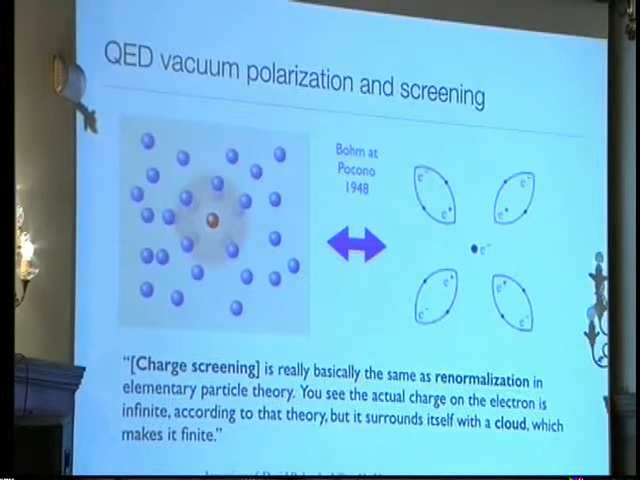 QED vacuum polarization and screening
Bohm at
Pocono
1948
e⁻
e⁻
e⁺
e⁺
e⁻
e⁺
e⁺
e⁻
e⁻
"[Charge screening] is really basically the same as renormalization in
elementary particle theory. You see the actual charge on the electron is
infinite, according to that theory, but it surrounds itself with a cloud, which
makes it finite."